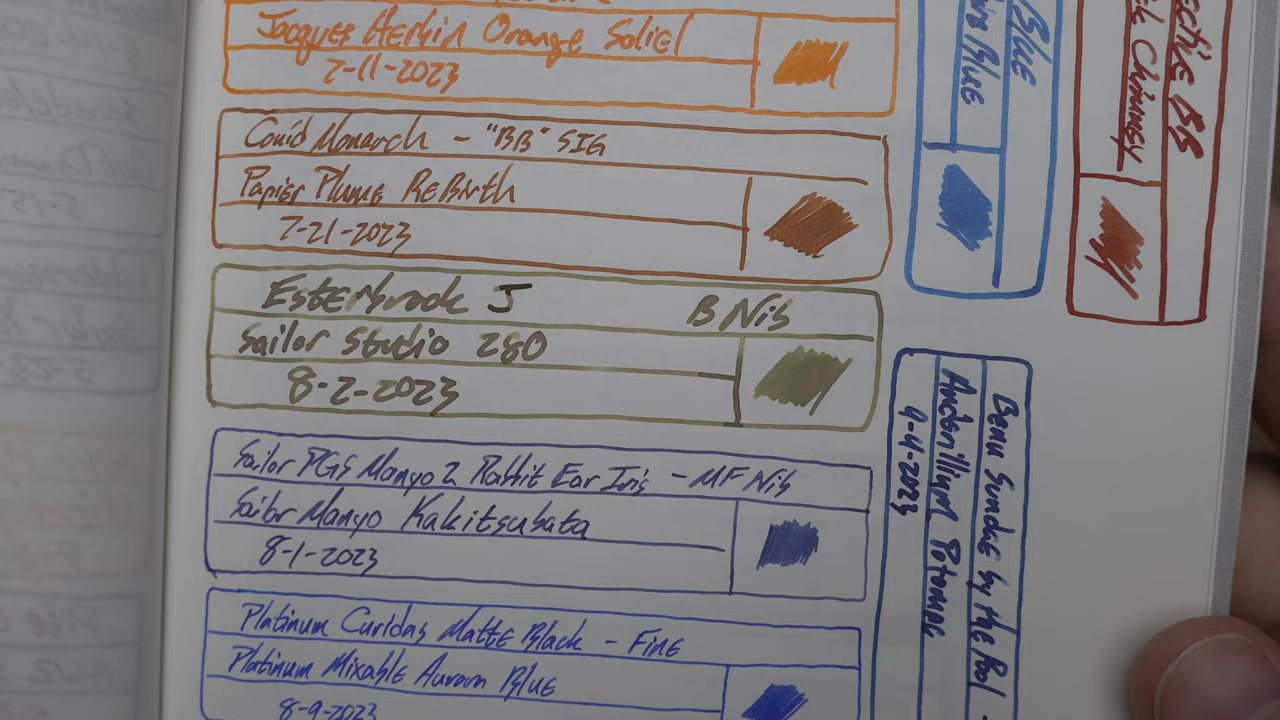 Jacques Herbin Orange Soliel
7-11-2023
Couid Monarch - "BB" SIG
Papier Plume ReBirth
7-21-2023
Esterbrook J B Nib
Sailor Studio 280
8-2-2023
Sailor PGS Manyo 2 Rabbit Ear Iris - MF Nib
Sailor Manyo Kakitsubata
8-1-2023
Platinum Curidas Matte Black - Fine
Platinum Mixable Aurora Blue
8-9-2023
Blue
Blue
BB
Chimney
Benu Sundae by the Pool -
Anderillium Potomac
9-4-2023